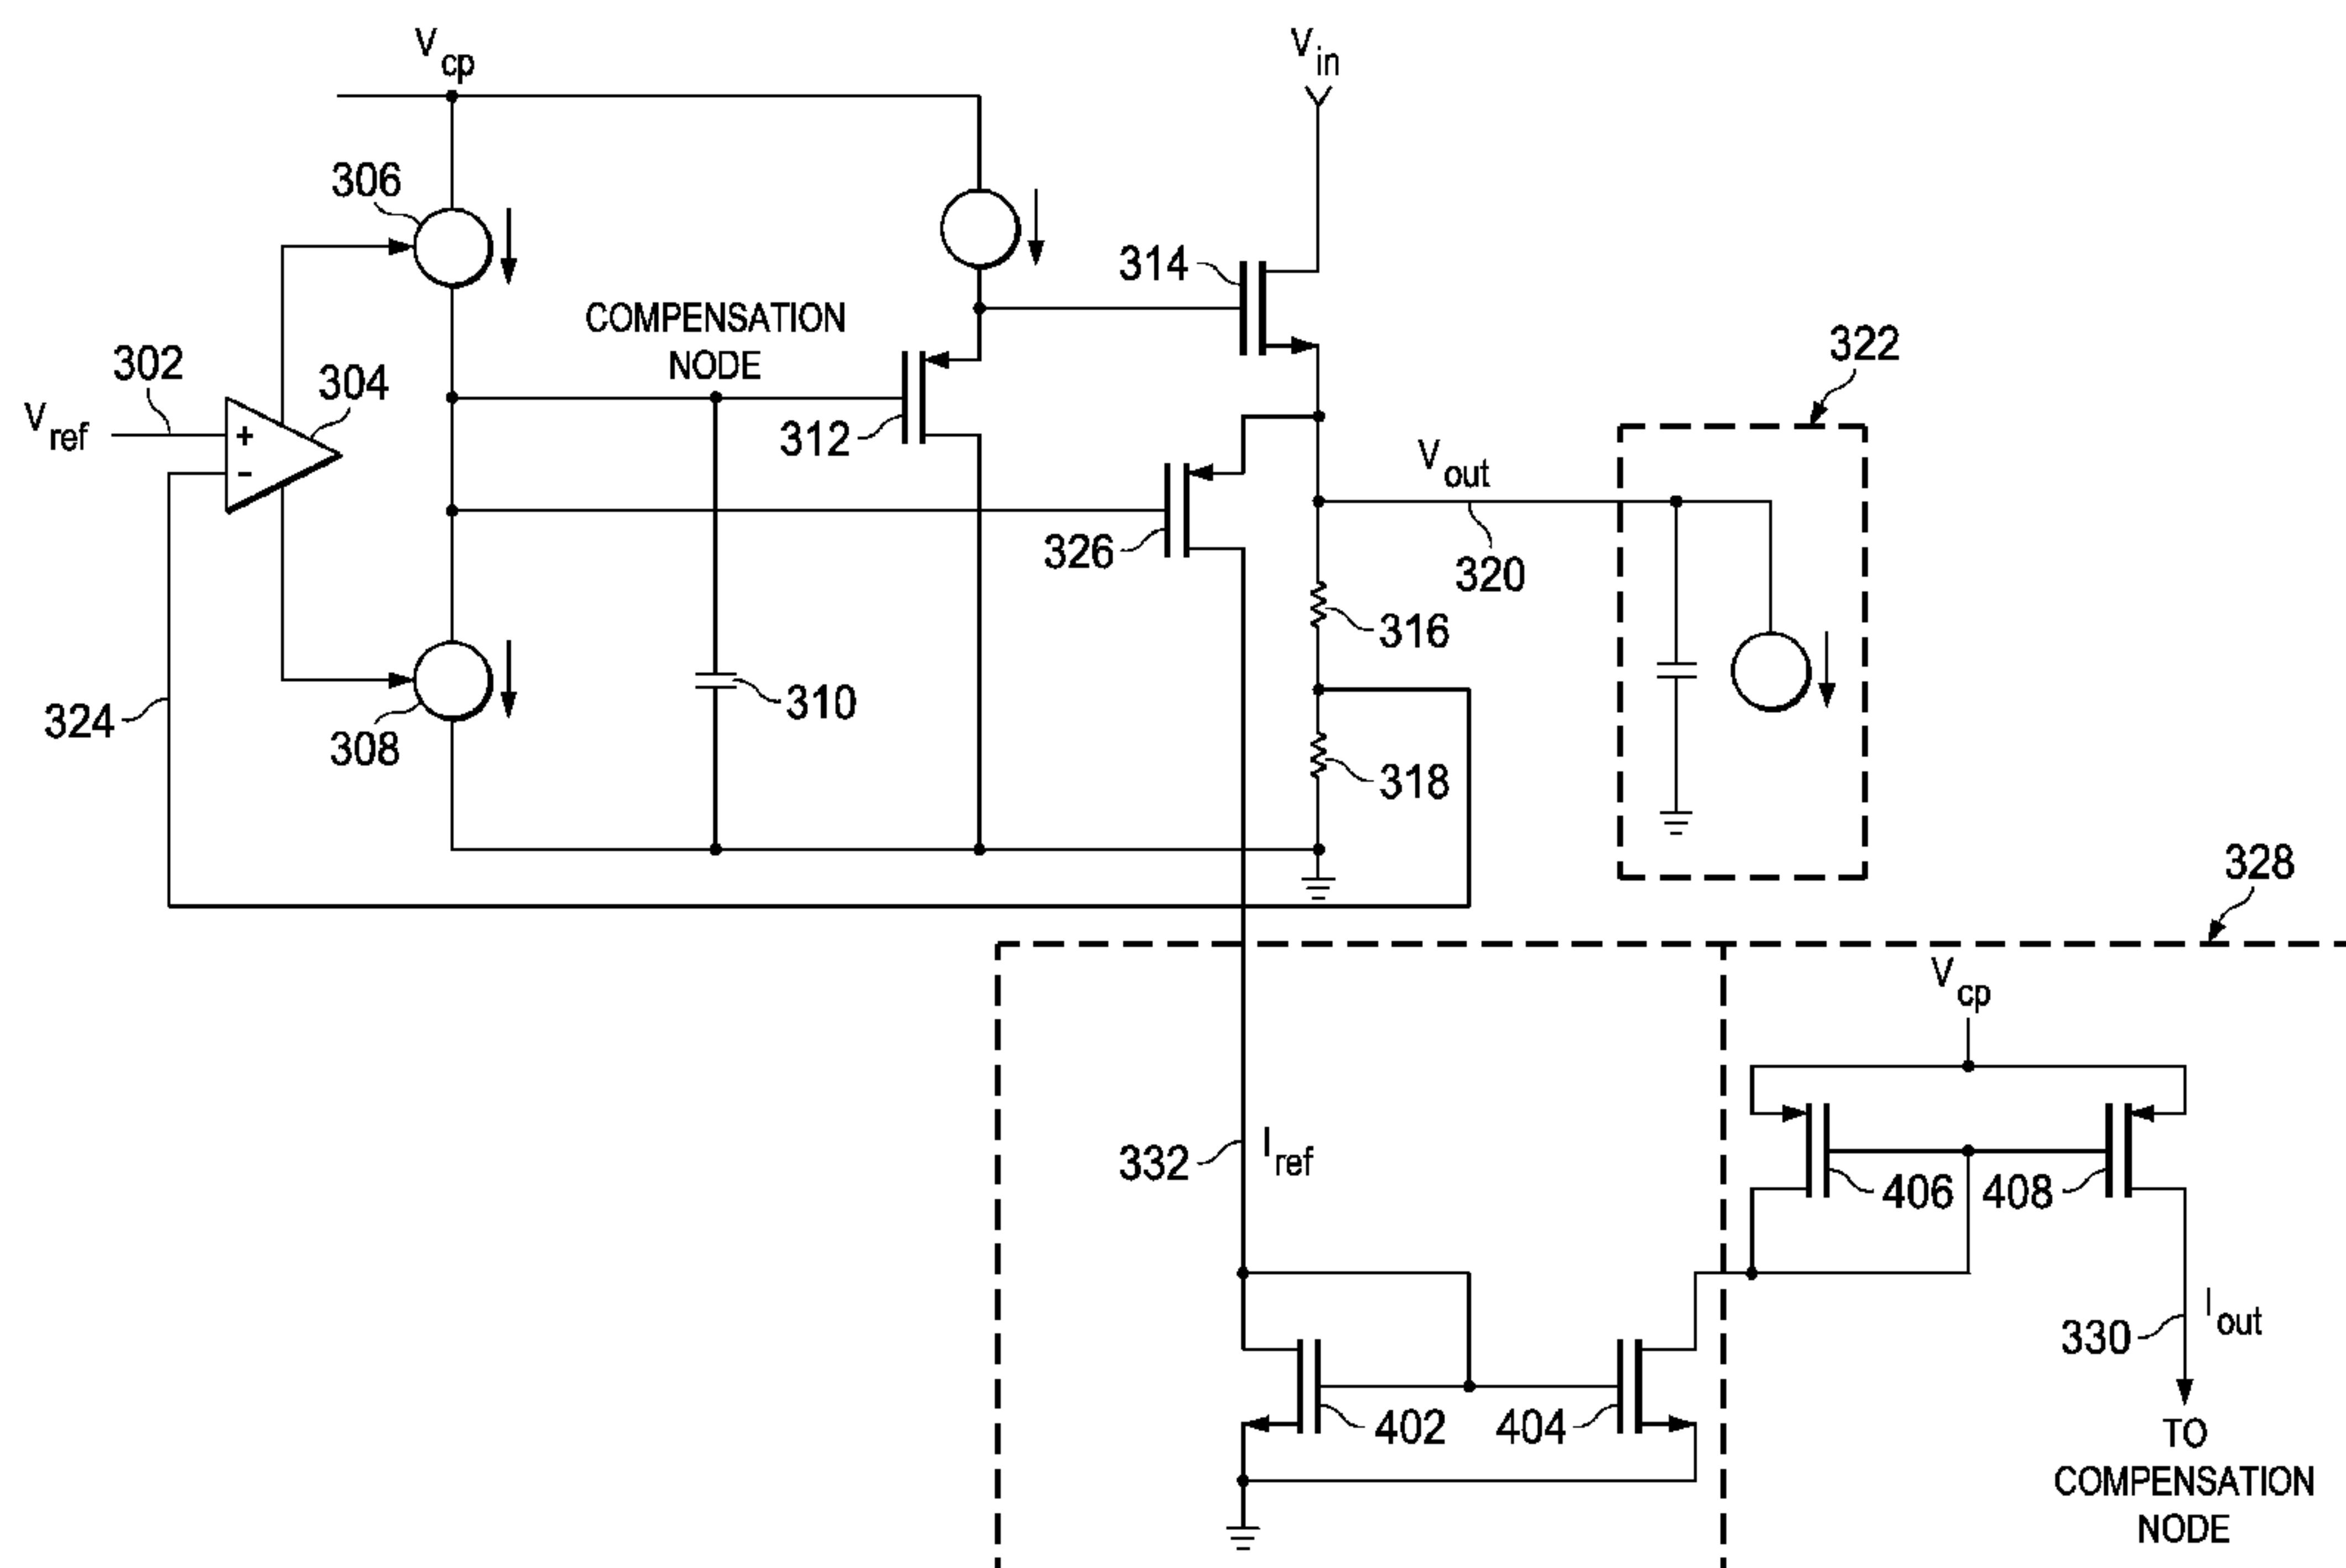 Vcp
Vin
306
314
COMPENSATION
NODE
302
304
322
Vref
+
-
312
Vout
326
320
316
324
308
310
318
328
Vcp
332
Iref
406
408
Iout
330
402
404
TO
COMPENSATION
NODE